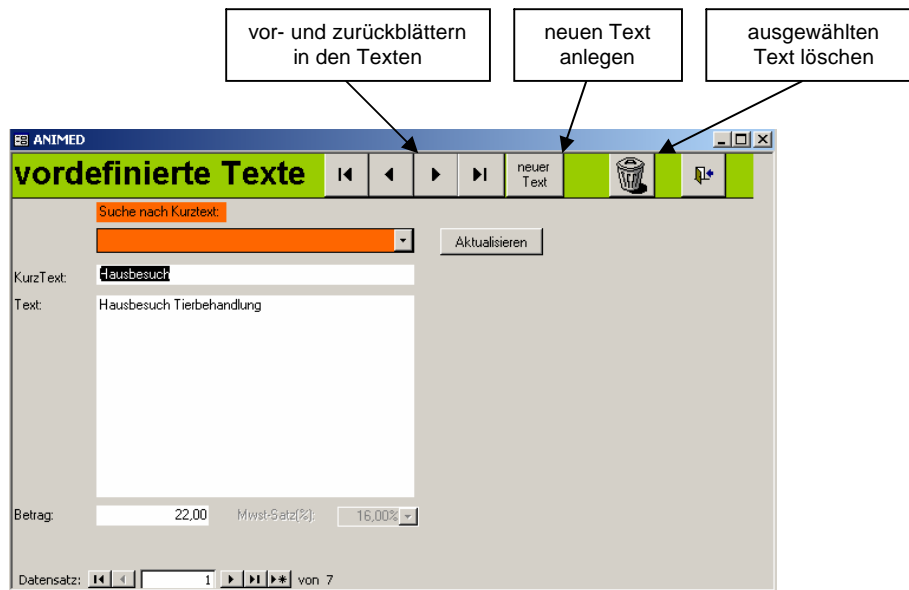 vor- und zurückblättern
in den Texten
neuen Text
anlegen
ausgewählten
Text löschen
ANIMED
vordefinierte Texte
neuer
Text
Suche nach Kurztext:
Aktualisieren
KurzText:
Hausbesuch
Text:
Hausbesuch Tierbehandlung
Betrag:
22,00
Mwst-Satz(%):
16,00%
Datensatz:
1
von 7